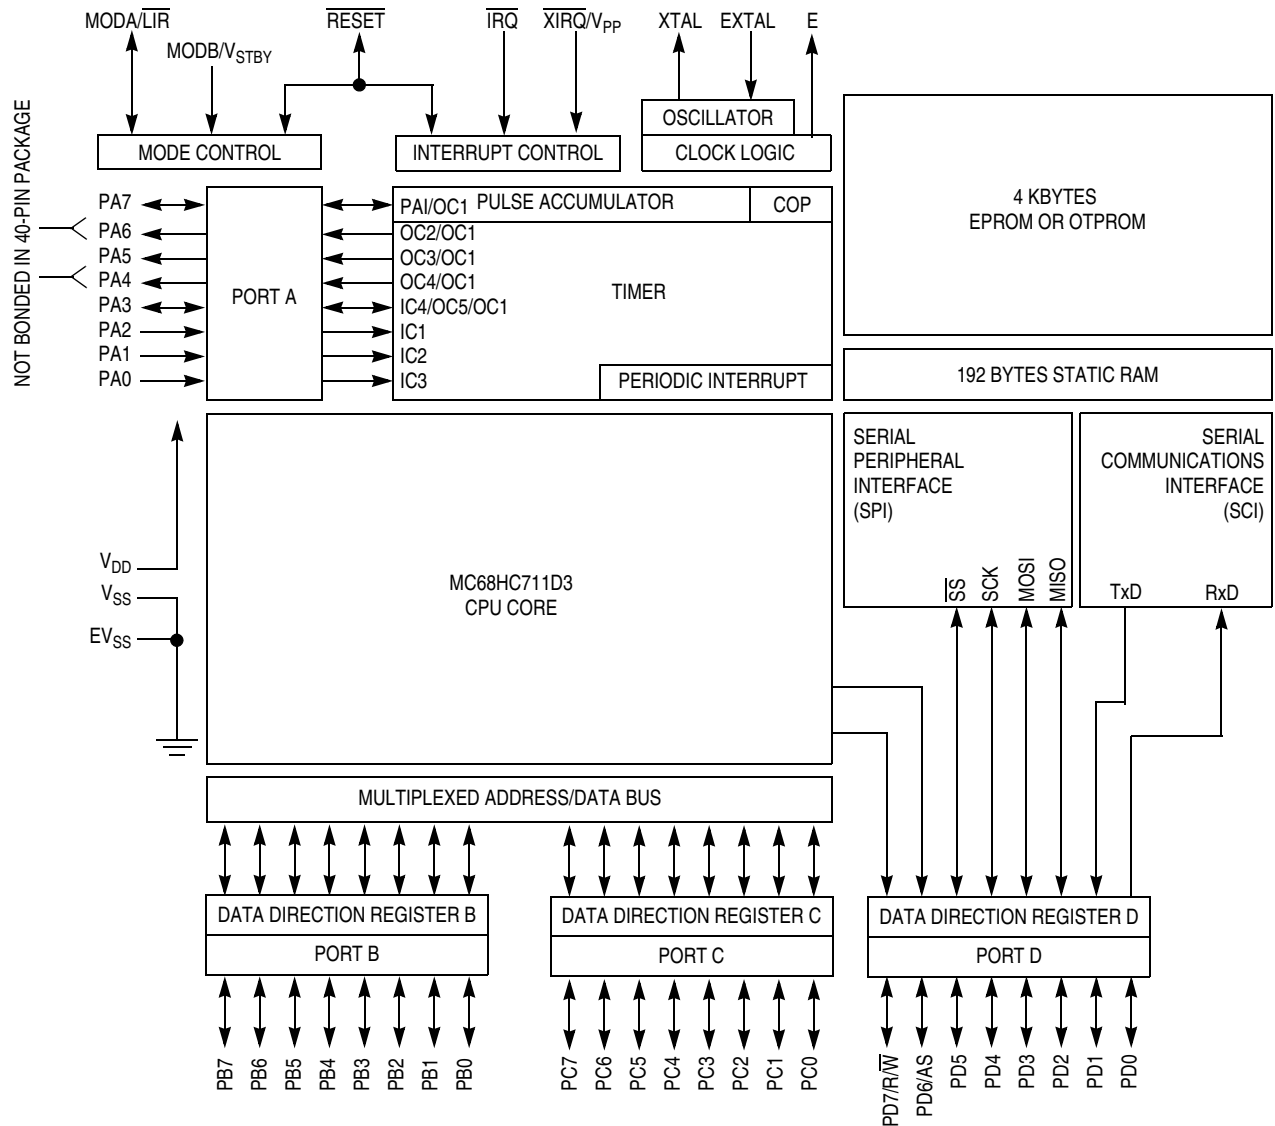 MODA/LIR
RESET
IRQ
XIRQ/VPP
XTAL
EXTAL
E
MODB/VSTBY
OSCILLATOR
MODE CONTROL
INTERRUPT CONTROL
CLOCK LOGIC
NOT BONDED IN 40-PIN PACKAGE
PA7
PA6
PA5
PA4
PA3
PA2
PA1
PA0
PORT A
PAI/OC1
PULSE ACCUMULATOR
COP
OC2/OC1
OC3/OC1
OC4/OC1
IC4/OC5/OC1
IC1
IC2
IC3
TIMER
PERIODIC INTERRUPT
4 KBYTES
EPROM OR OTPROM
192 BYTES STATIC RAM
VDD
VSS
EVSS
MC68HC711D3
CPU CORE
SERIAL
PERIPHERAL
INTERFACE
(SPI)
SS
SCK
MOSI
MISO
SERIAL
COMMUNICATIONS
INTERFACE
(SCI)
TxD
RxD
MULTIPLEXED ADDRESS/DATA BUS
DATA DIRECTION REGISTER B
PORT B
DATA DIRECTION REGISTER C
PORT C
DATA DIRECTION REGISTER D
PORT D
PB7
PB6
PB5
PB4
PB3
PB2
PB1
PB0
PC7
PC6
PC5
PC4
PC3
PC2
PC1
PC0
PD7/R/W
PD6/AS
PD5
PD4
PD3
PD2
PD1
PD0